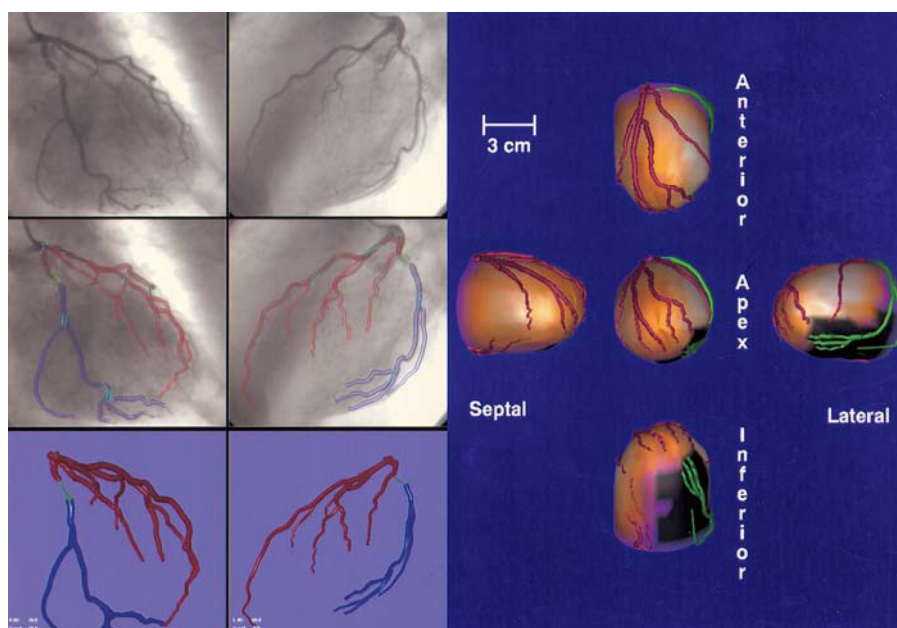 Anterior
3 cm
Apex
Septal
Lateral
Inferior